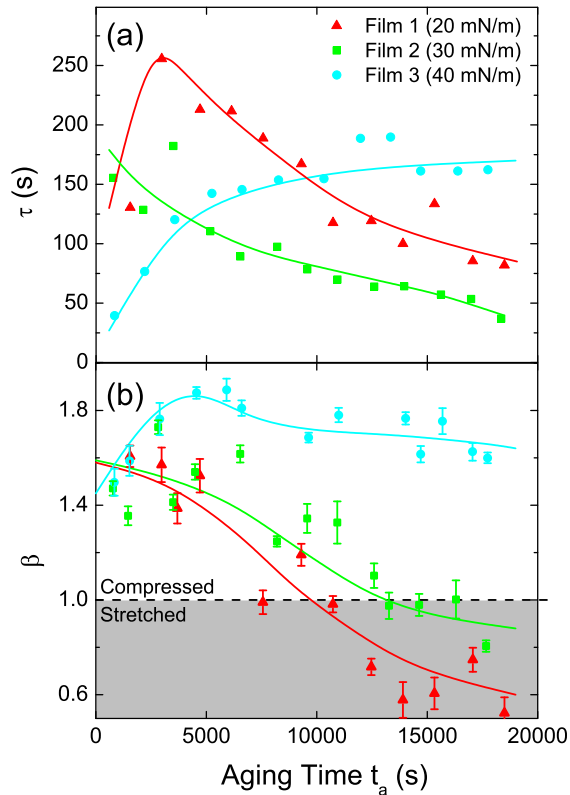 (a)
Film 1 (20 mN/m)
Film 2 (30 mN/m)
Film 3 (40 mN/m)
250
200
150
100
50
0
τ (s)
(b)
1.8
1.4
1.0
0.6
β
Compressed
Stretched
0 5000 10000 15000 20000
Aging Time tₐ (s)